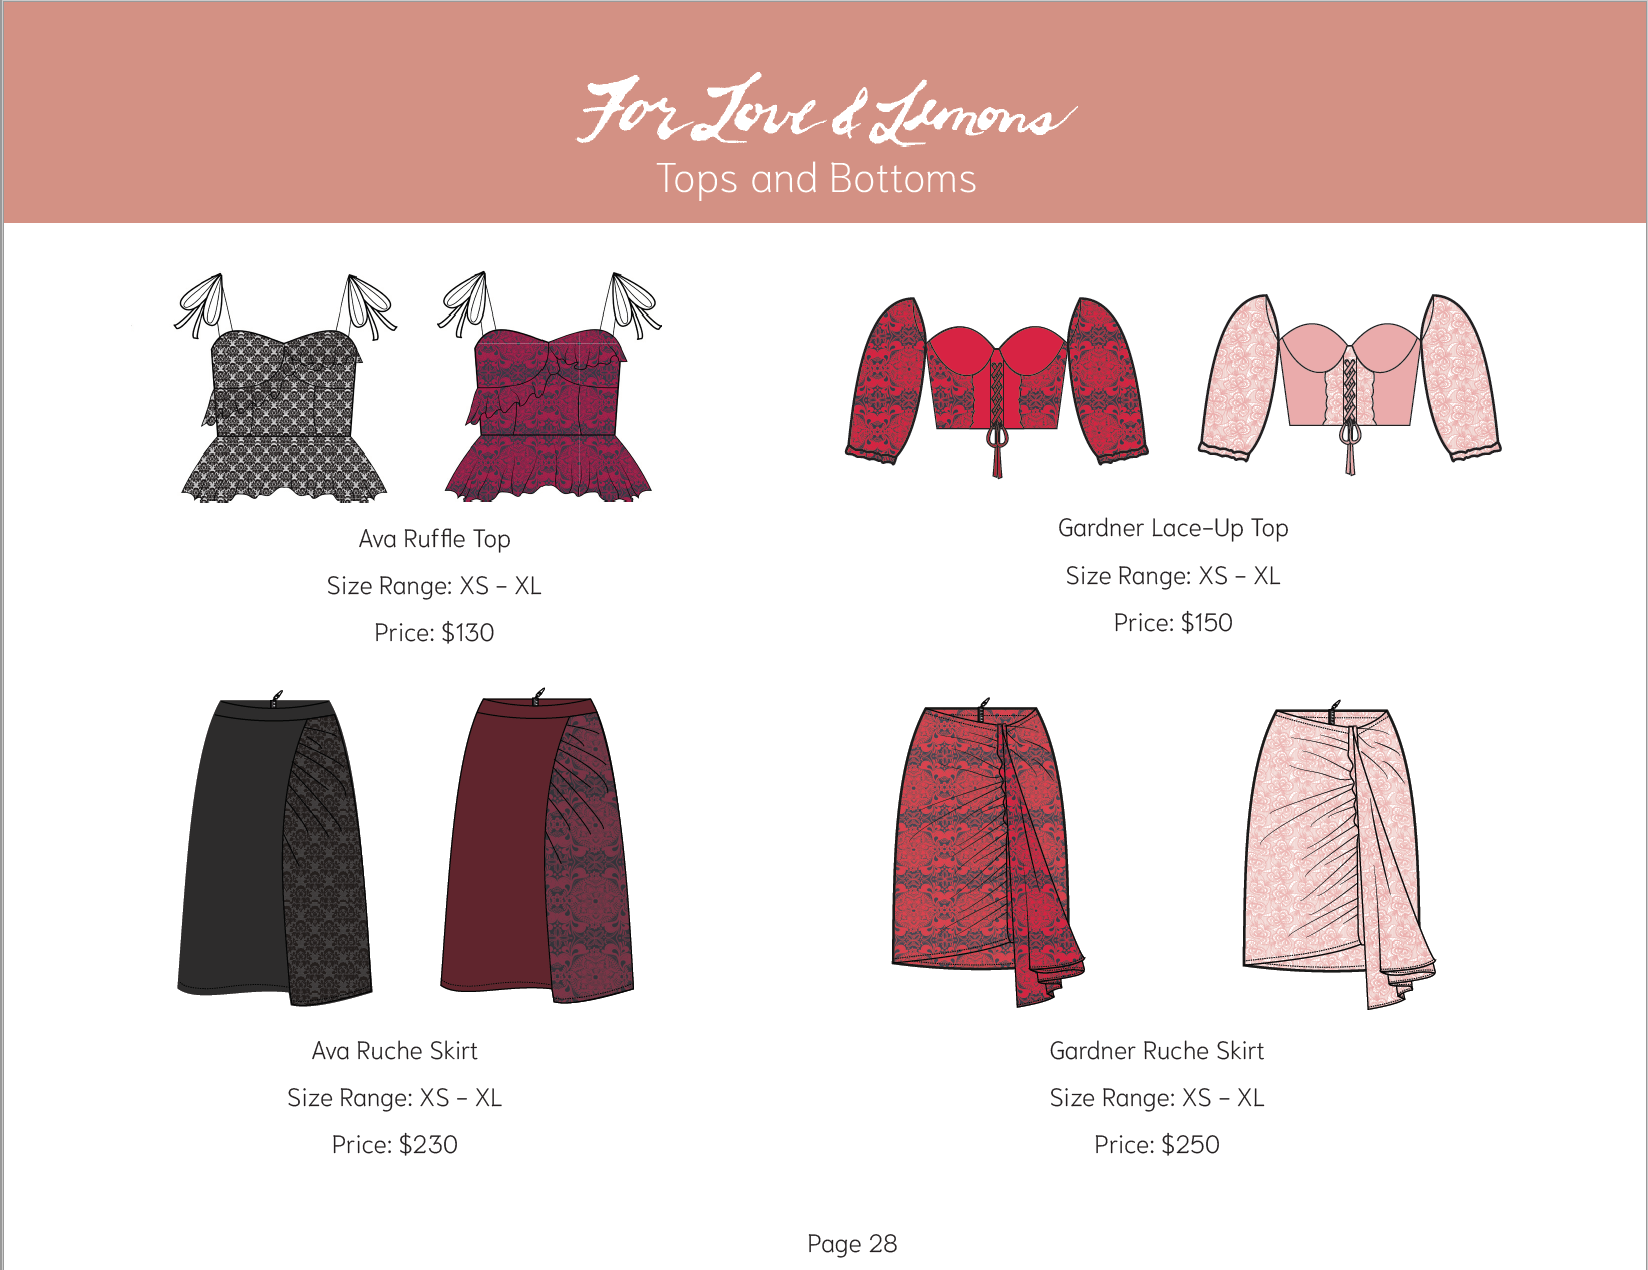 For Love & Lemons
Tops and Bottoms
Ava Ruffle Top
Size Range: XS - XL
Price: $130
Gardner Lace-Up Top
Size Range: XS - XL
Price: $150
Ava Ruche Skirt
Size Range: XS - XL
Price: $230
Gardner Ruche Skirt
Size Range: XS - XL
Price: $250
Page 28